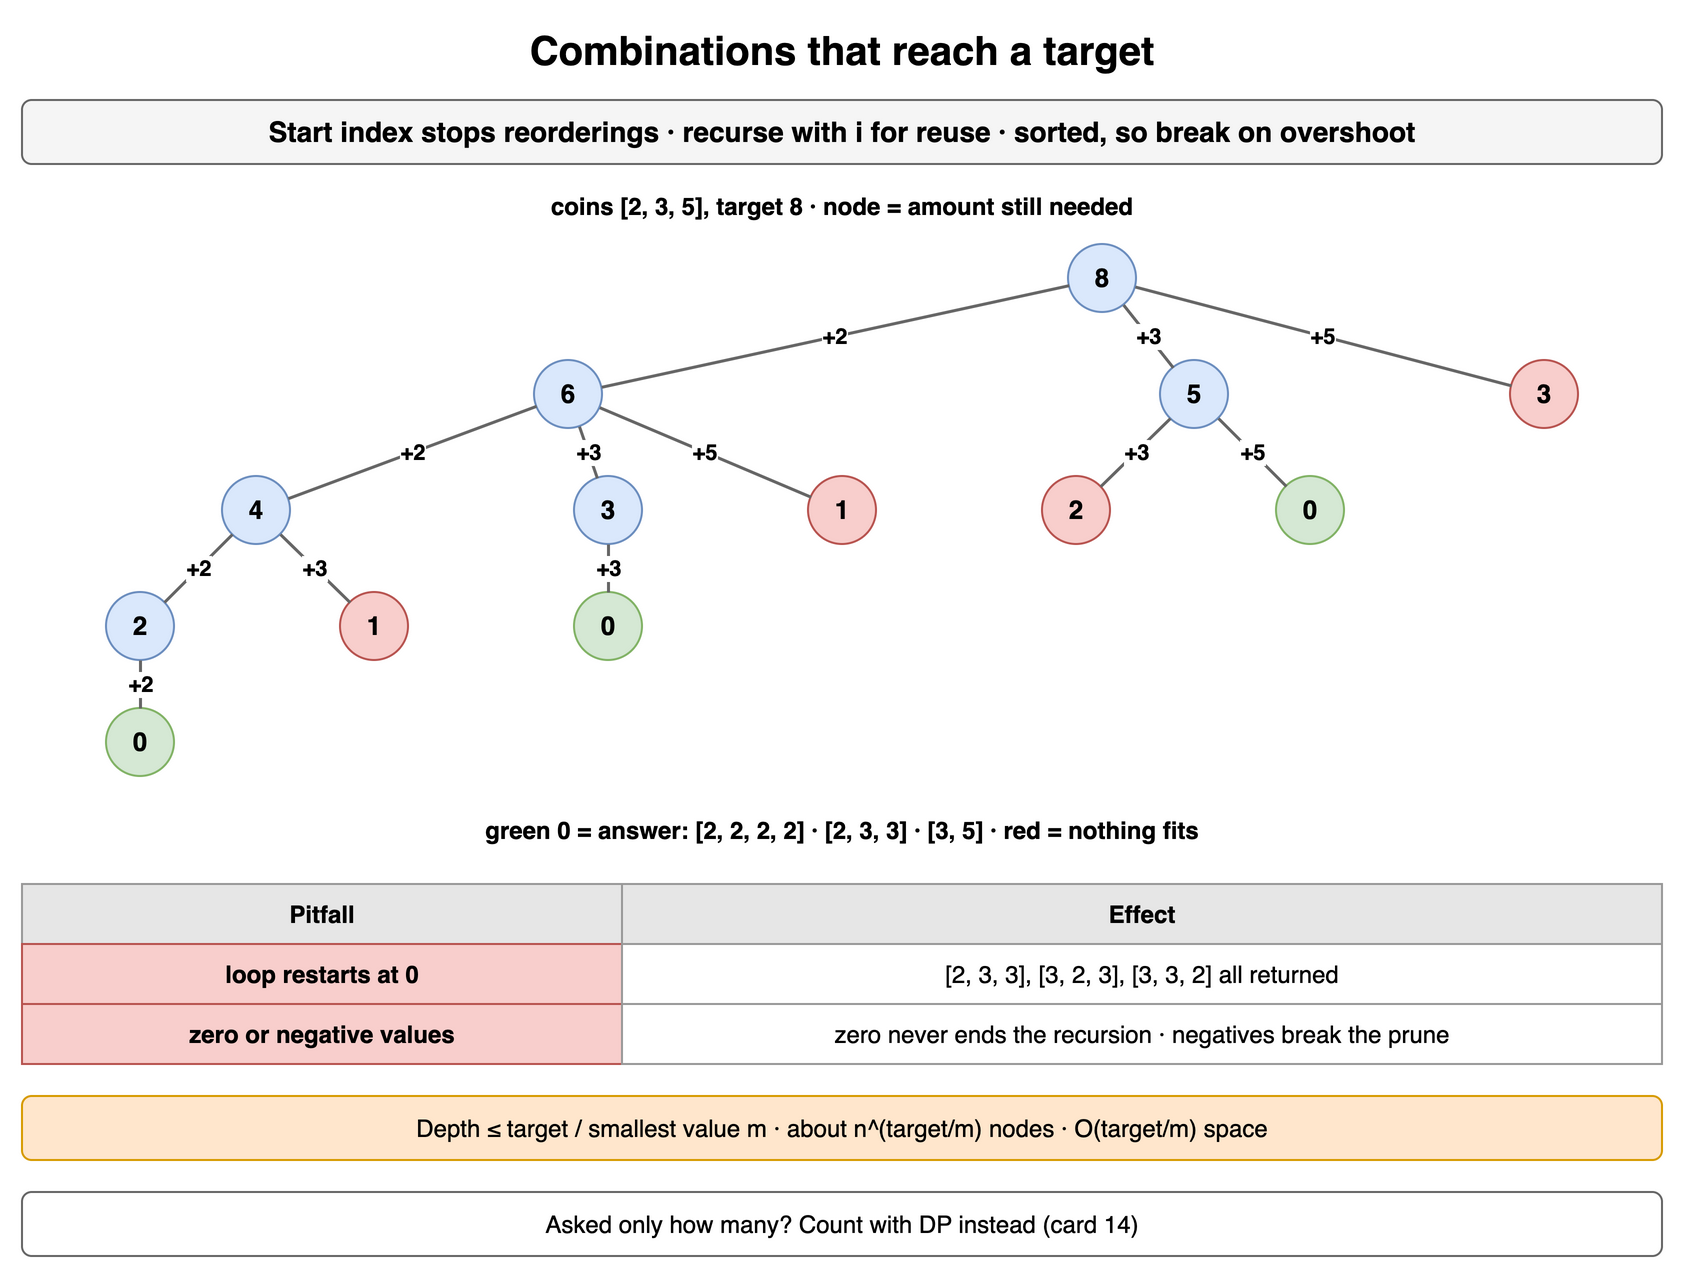 Combinations that reach a target
Start index stops reorderings · recurse with i for reuse · sorted, so break on overshoot
coins [2, 3, 5], target 8 · node = amount still needed
8
+2 +3 +5
6 5 3
+2 +3 +5 +3 +5
4 3 1 2 0
+2 +3 +3
2 1 0
+2
0
green 0 = answer: [2, 2, 2, 2] · [2, 3, 3] · [3, 5] · red = nothing fits
Pitfall Effect
loop restarts at 0 [2, 3, 3], [3, 2, 3], [3, 3, 2] all returned
zero or negative values zero never ends the recursion · negatives break the prune
Depth ≤ target / smallest value m · about n^(target/m) nodes · O(target/m) space
Asked only how many? Count with DP instead (card 14)